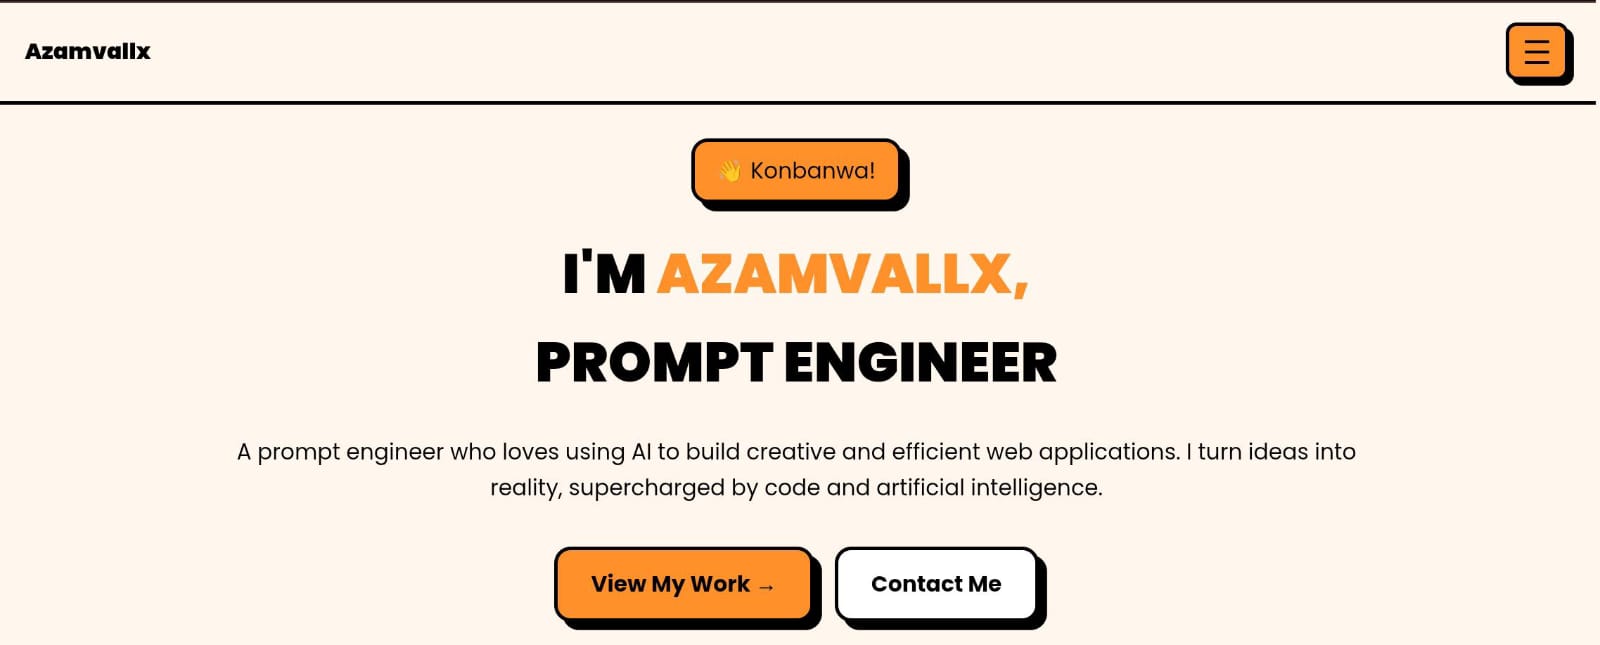 Azamvallx
👋 Konbanwa!
I'M AZAMVALLX,
PROMPT ENGINEER
A prompt engineer who loves using AI to build creative and efficient web applications. I turn ideas into
reality, supercharged by code and artificial intelligence.
View My Work →
Contact Me